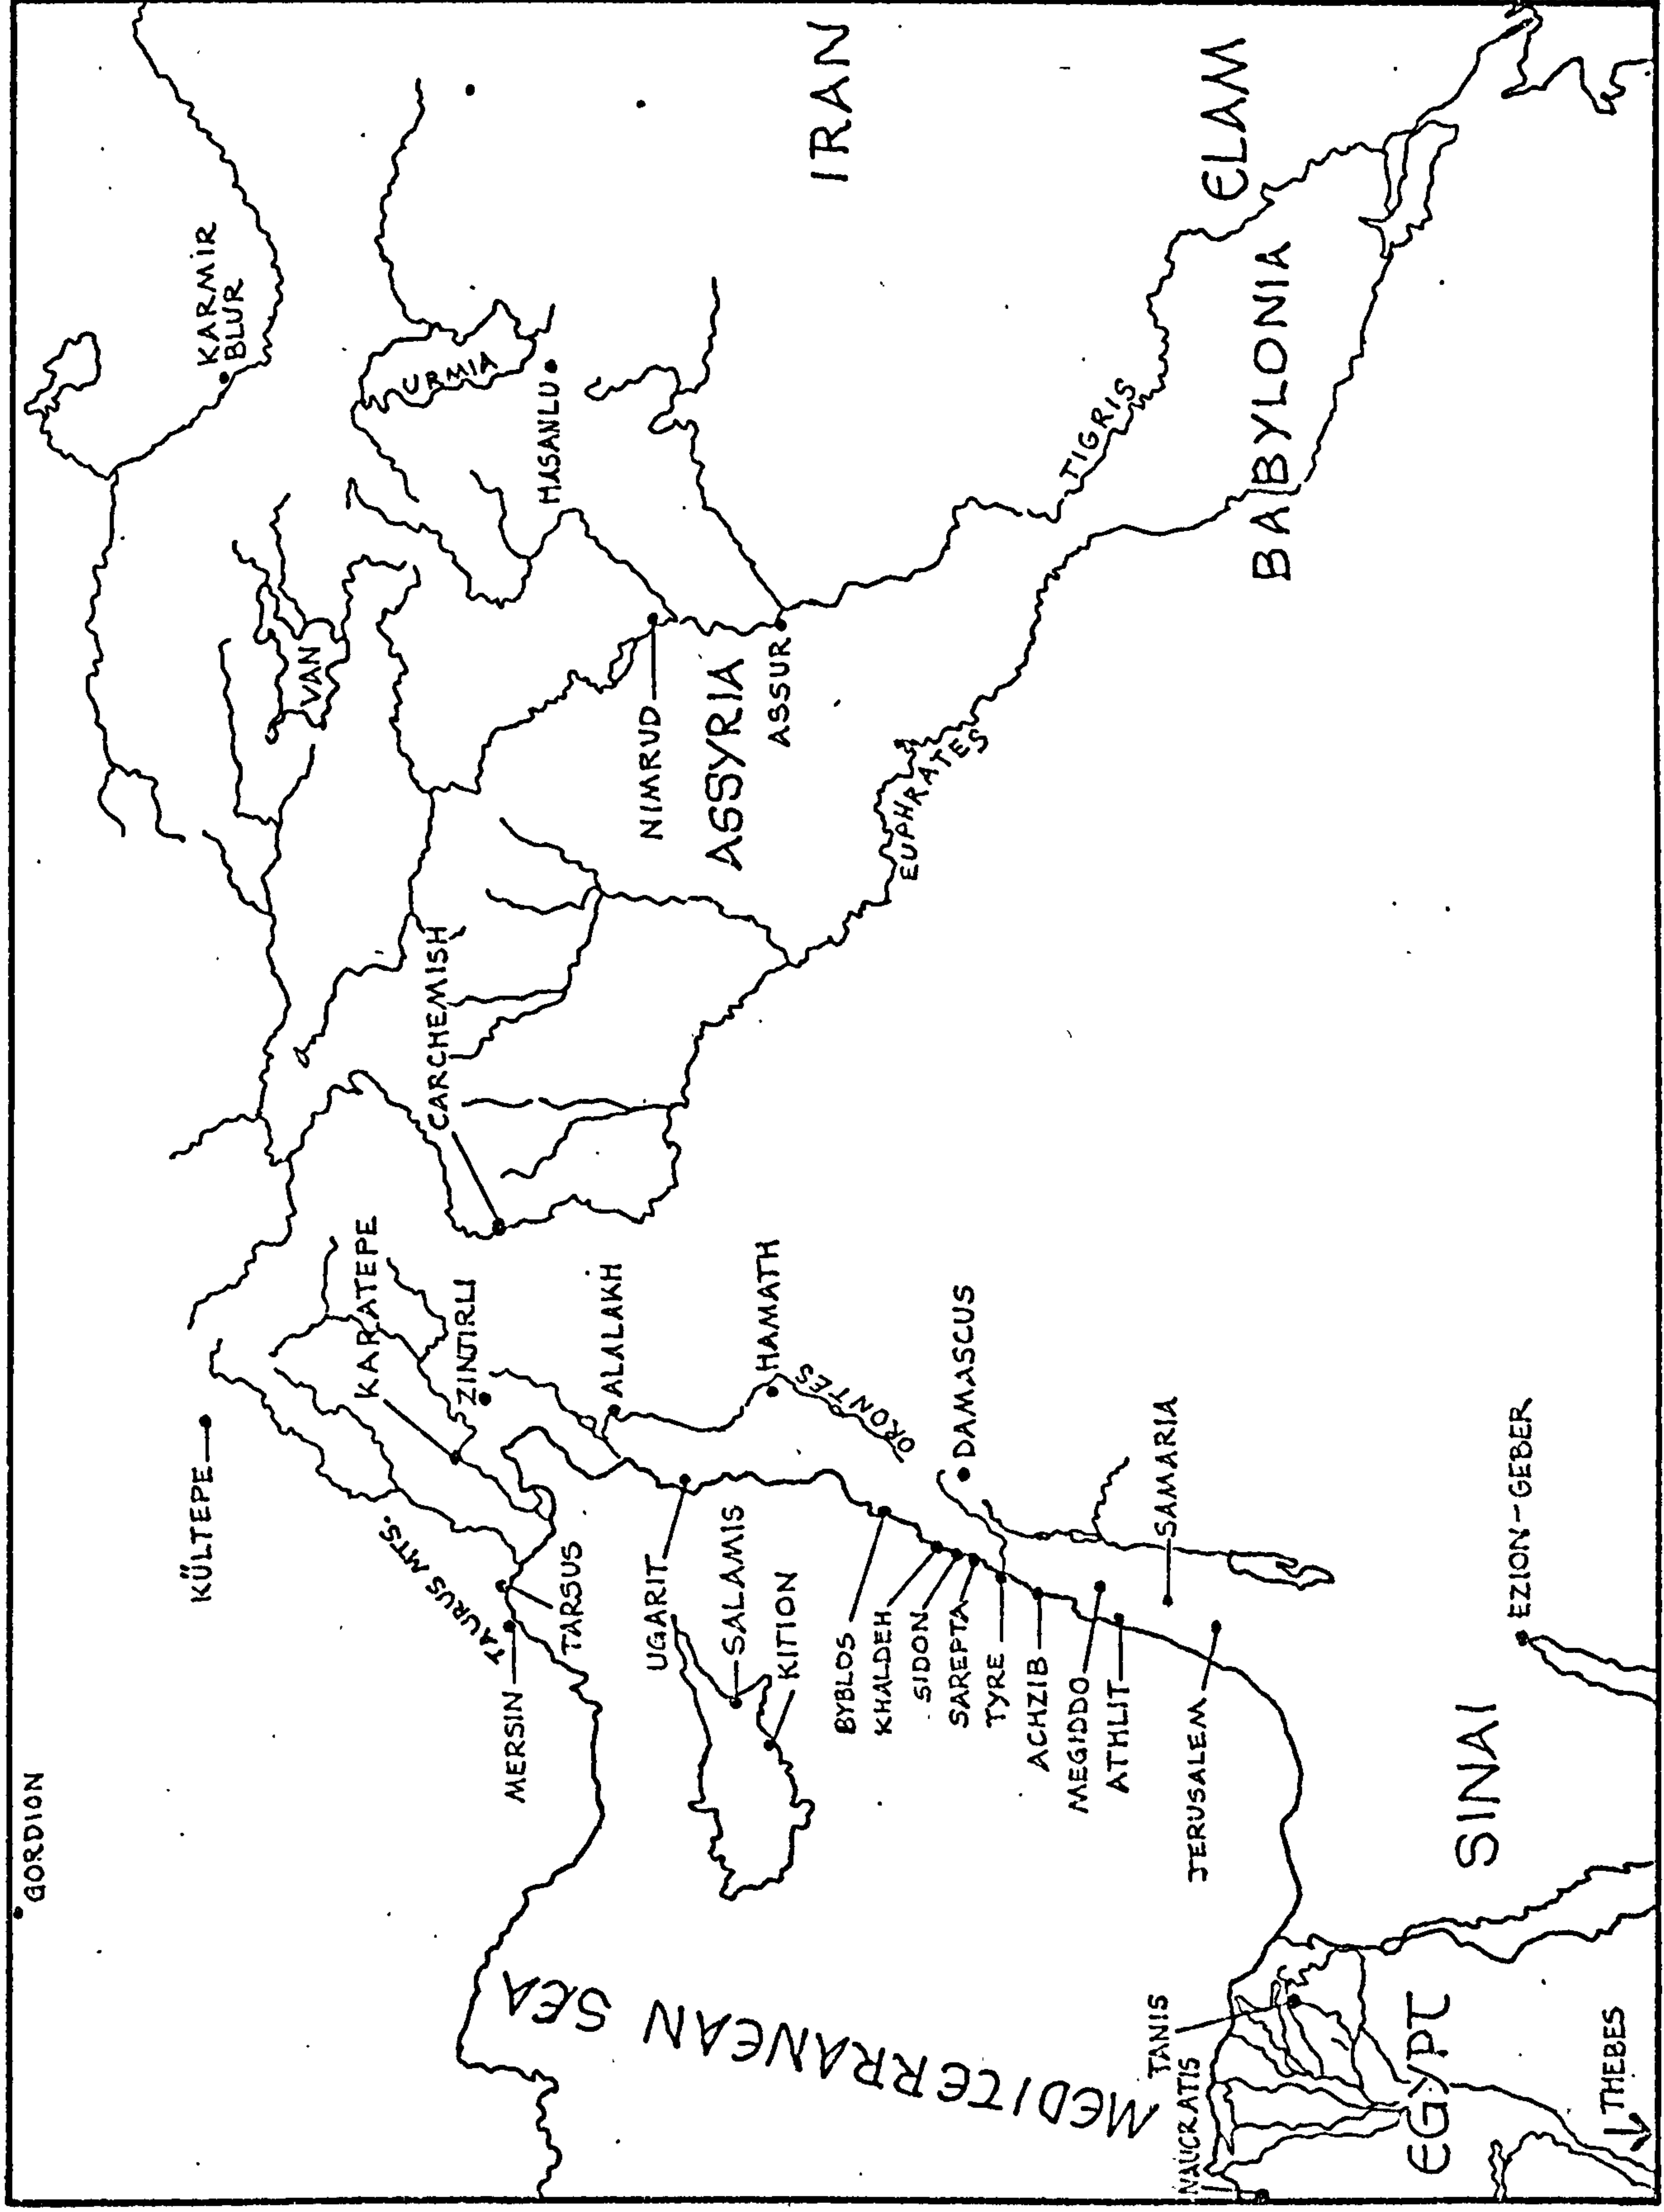 GORDION
KÜLTEPE
KARMIR
BLUR
VAN
URMIA
HASANLU
TAURUS MTS.
KARATEPE
ZINJIRLI
CARCHEMISH
MERSIN
TARSUS
ALALAKH
NIMRUD
ASSYRIA
ASSUR
IRAN
UGARIT
SALAMIS
KITION
HAMATH
ORONTES
EUPHRATES
TIGRIS
MEDITERRANEAN SEA
BYBLOS
KHALDEH
SIDON
SAREPTA
TYRE
ACHZIB
MEGIDDO
ATHLIT
JERUSALEM
DAMASCUS
SAMARIA
BABYLONIA
ELAM
EZION-GEBER
SINAI
TANIS
NAUCRATIS
EGYPT
THEBES